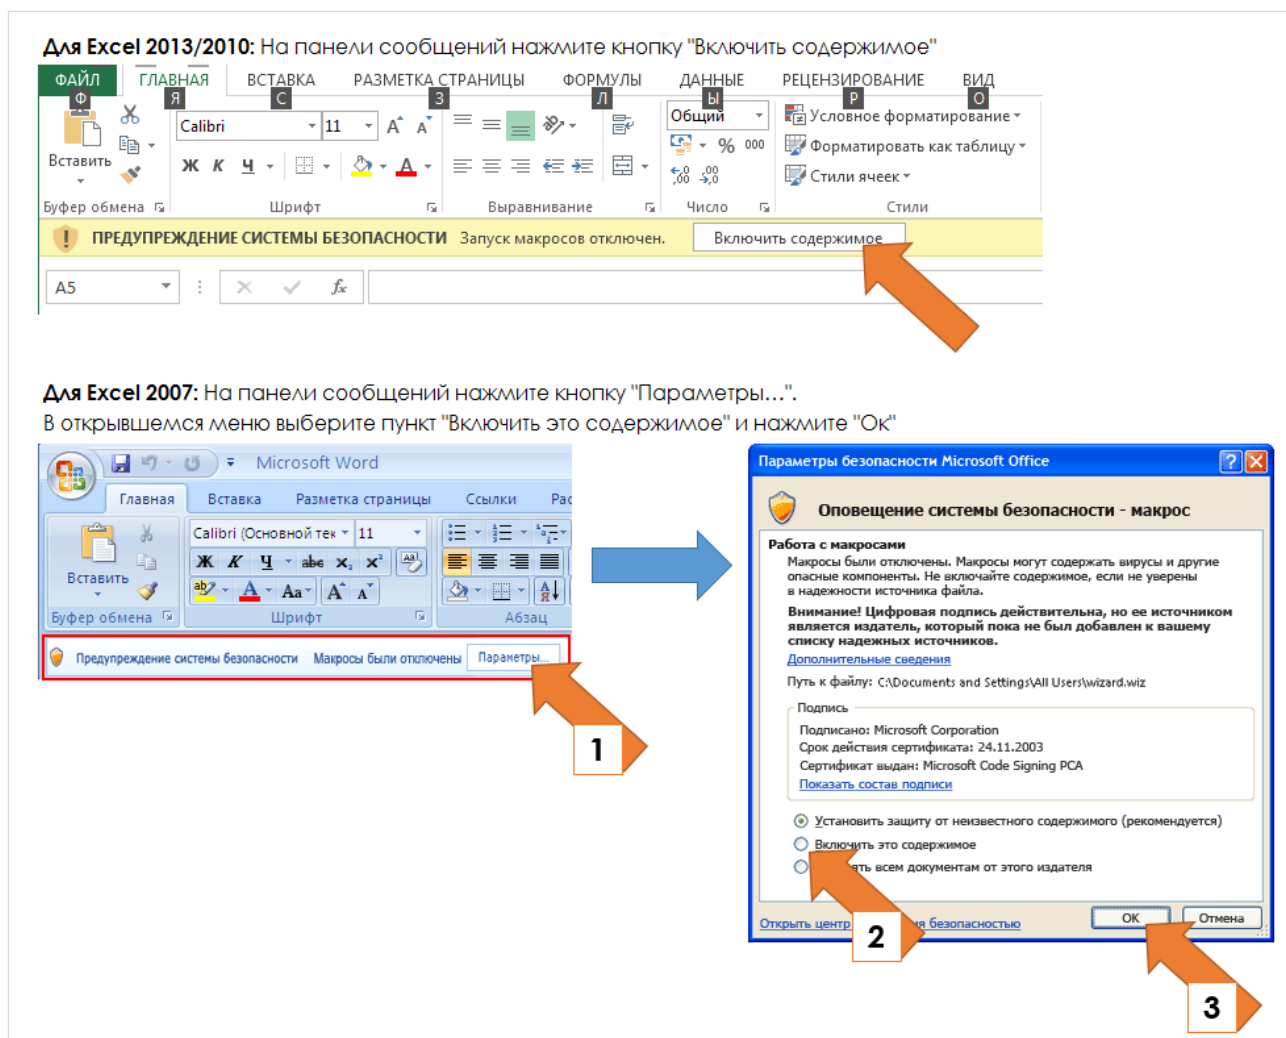 Для Excel 2013/2010: На панели сообщений нажмите кнопку "Включить содержимое"
ФАЙЛ ГЛАВНАЯ ВСТАВКА РАЗМЕТКА СТРАНИЦЫ ФОРМУЛЫ ДАННЫЕ РЕЦЕНЗИРОВАНИЕ ВИД
Ф Я С З Л Ы Р О
Calibri 11 Общий Условное форматирование
Вставить Ж К Ч % 000 Форматировать как таблицу
Стили ячеек
Буфер обмена Шрифт Выравнивание Число Стили
ПРЕДУПРЕЖДЕНИЕ СИСТЕМЫ БЕЗОПАСНОСТИ Запуск макросов отключен. Включить содержимое
A5 fx
Для Excel 2007: На панели сообщений нажмите кнопку "Параметры...".
В открывшемся меню выберите пункт "Включить это содержимое" и нажмите "Ок"
Microsoft Word
Главная Вставка Разметка страницы Ссылки Рас
Calibri (Основной тек 11
Вставить Ж К Ч abc x₂ x² Aa
Aa A A
Буфер обмена Шрифт Абзац
Предупреждение системы безопасности Макросы были отключены Параметры...
1
Параметры безопасности Microsoft Office
Оповещение системы безопасности - макрос
Работа с макросами
Макросы были отключены. Макросы могут содержать вирусы и другие
опасные компоненты. Не включайте содержимое, если не уверены
в надежности источника файла.
Внимание! Цифровая подпись действительна, но ее источником
является издатель, который пока не был добавлен к вашему
списку надежных источников.
Дополнительные сведения
Путь к файлу: C:\Documents and Settings\All Users\wizard.wiz
Подпись
Подписано: Microsoft Corporation
Срок действия сертификата: 24.11.2003
Сертификат выдан: Microsoft Code Signing PCA
Показать состав подписи
Установить защиту от неизвестного содержимого (рекомендуется)
Включить это содержимое
всем документам от этого издателя
Открыть центр безопасностью OK Отмена
2
3